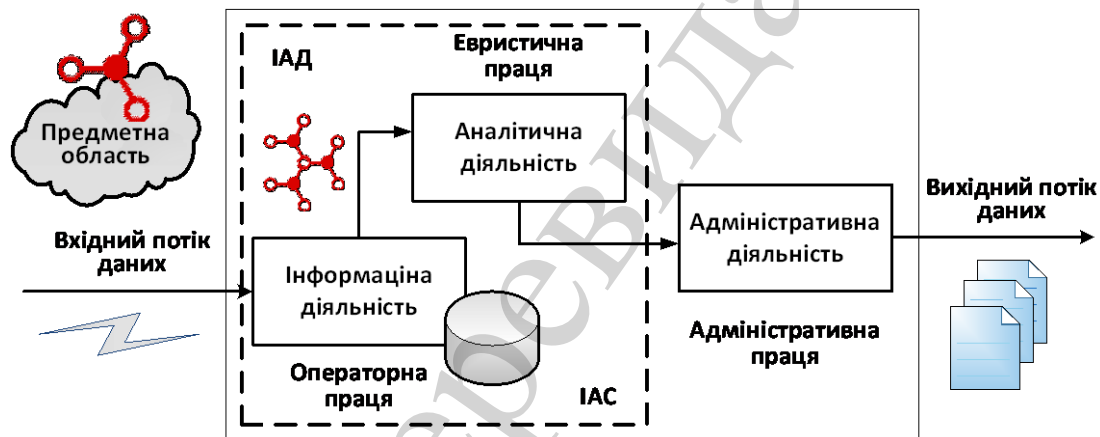 ІАД
Евристична
праця
Предметна
область
Аналітична
діяльність
Вхідний потік
даних
Інформаціна
діяльність
Операторна
праця
ІАС
Адміністративна
діяльність
Адміністративна
праця
Вихідний потік
даних